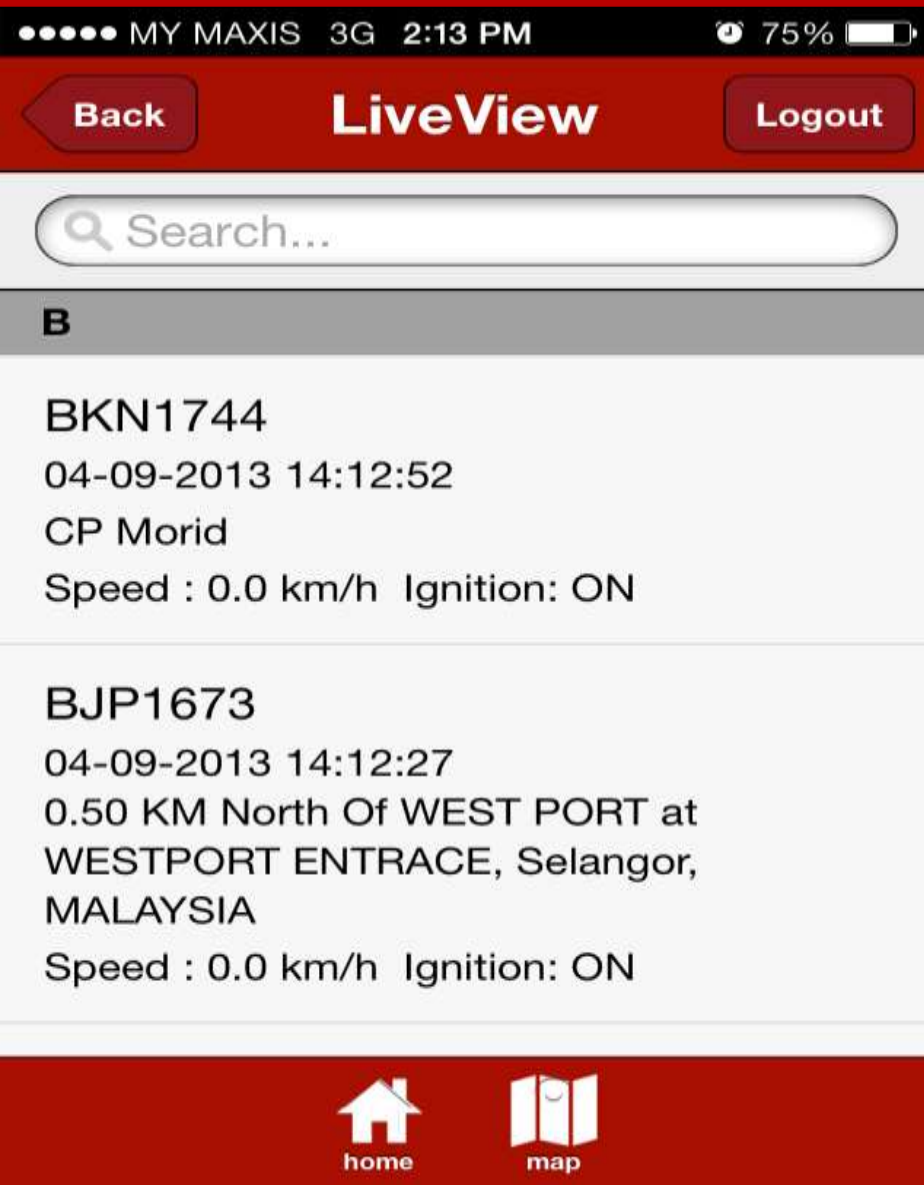 MY MAXIS 3G 2:13 PM 75%
Back LiveView Logout
Search...
B
BKN1744
04-09-2013 14:12:52
CP Morid
Speed : 0.0 km/h Ignition: ON
BJP1673
04-09-2013 14:12:27
0.50 KM North Of WEST PORT at
WESTPORT ENTRACE, Selangor,
MALAYSIA
Speed : 0.0 km/h Ignition: ON
home map